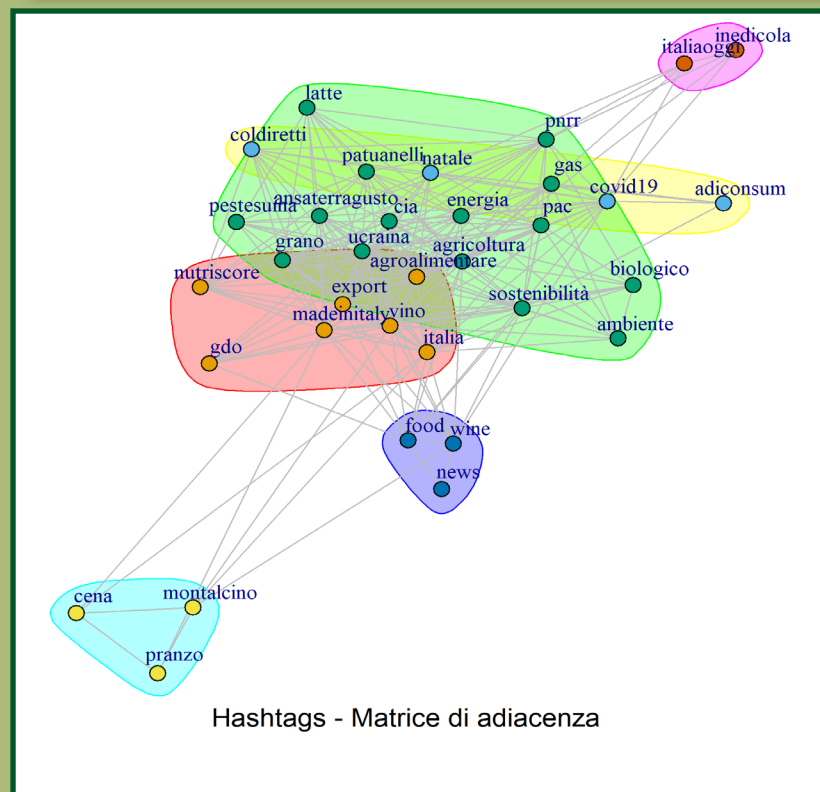 inedicola
italiaoggi
latte
pnrr
coldiretti
patuanelli
natale
gas
covid19
adiconsum
pestesuina
ansaterragusto
cia
energia
pac
ucraina
agricoltura
grano
agroalimentare
nutriscore
export
biologico
sostenibilità
madeinitaly
vino
ambiente
gdo
italia
food
wine
news
cena
montalcino
pranzo
Hashtags - Matrice di adiacenza